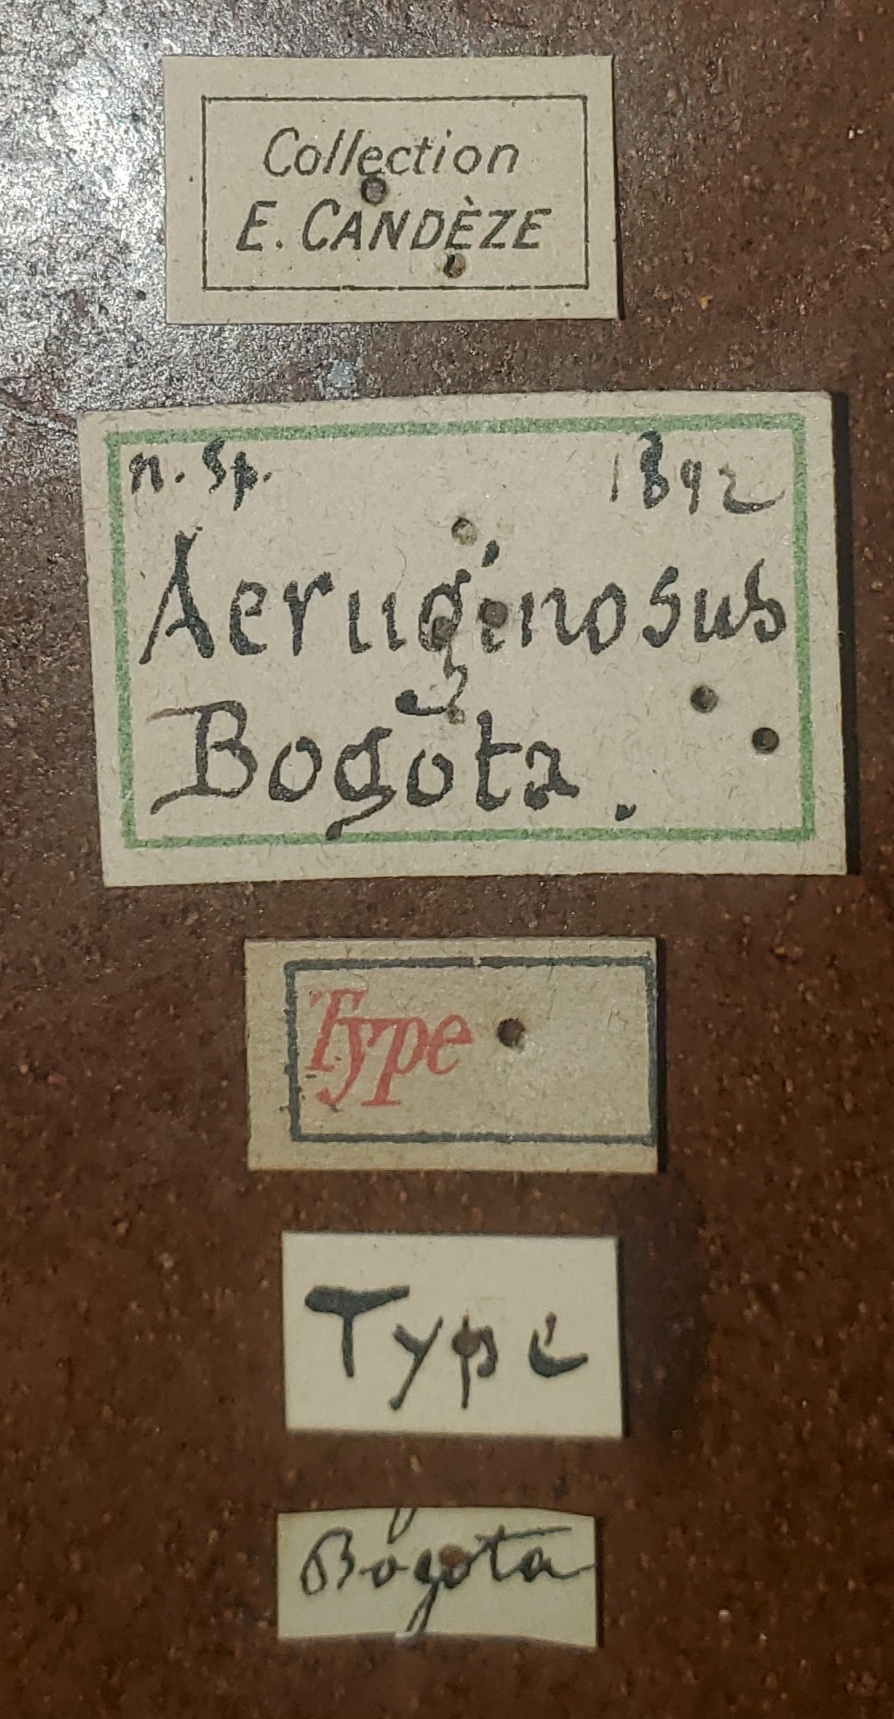 Collection
E. CANDÈZE
n. sp. 1892
Aeruginosus
Bogota.
Type
Type
Bogota